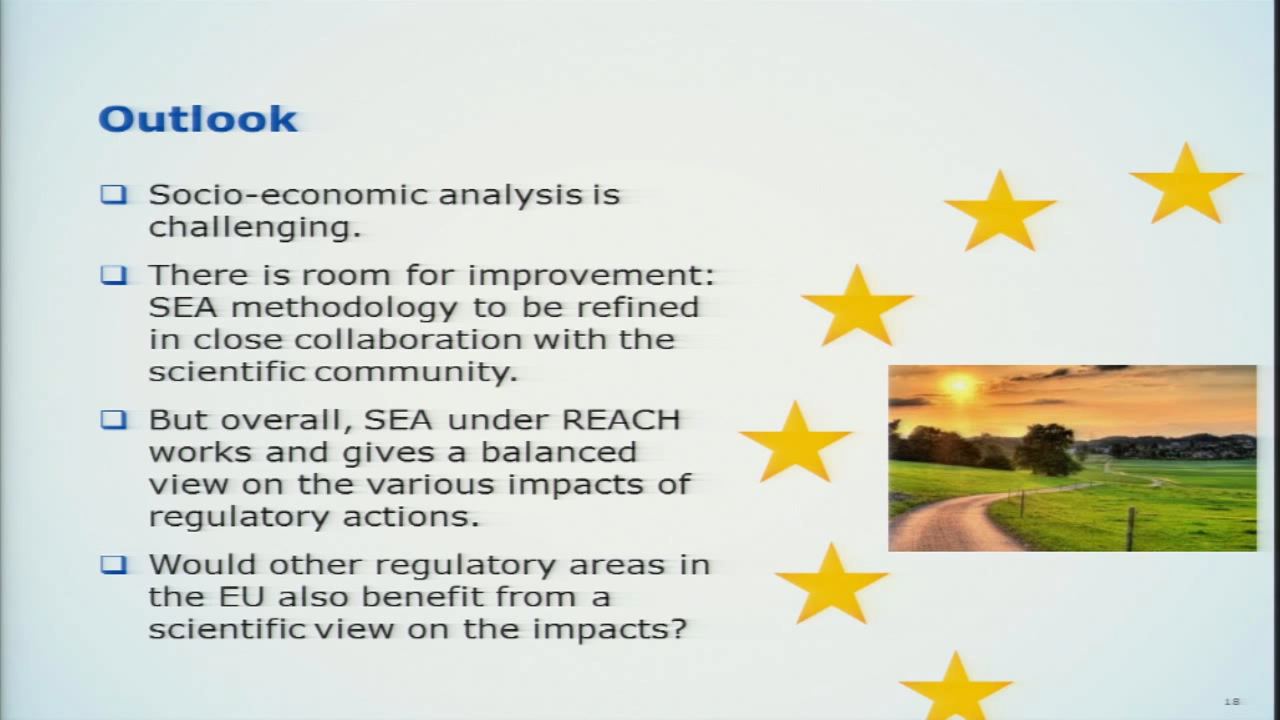 Outlook
Socio-economic analysis is
challenging.
There is room for improvement:
SEA methodology to be refined
in close collaboration with the
scientific community.
But overall, SEA under REACH
works and gives a balanced
view on the various impacts of
regulatory actions.
Would other regulatory areas in
the EU also benefit from a
scientific view on the impacts?
18